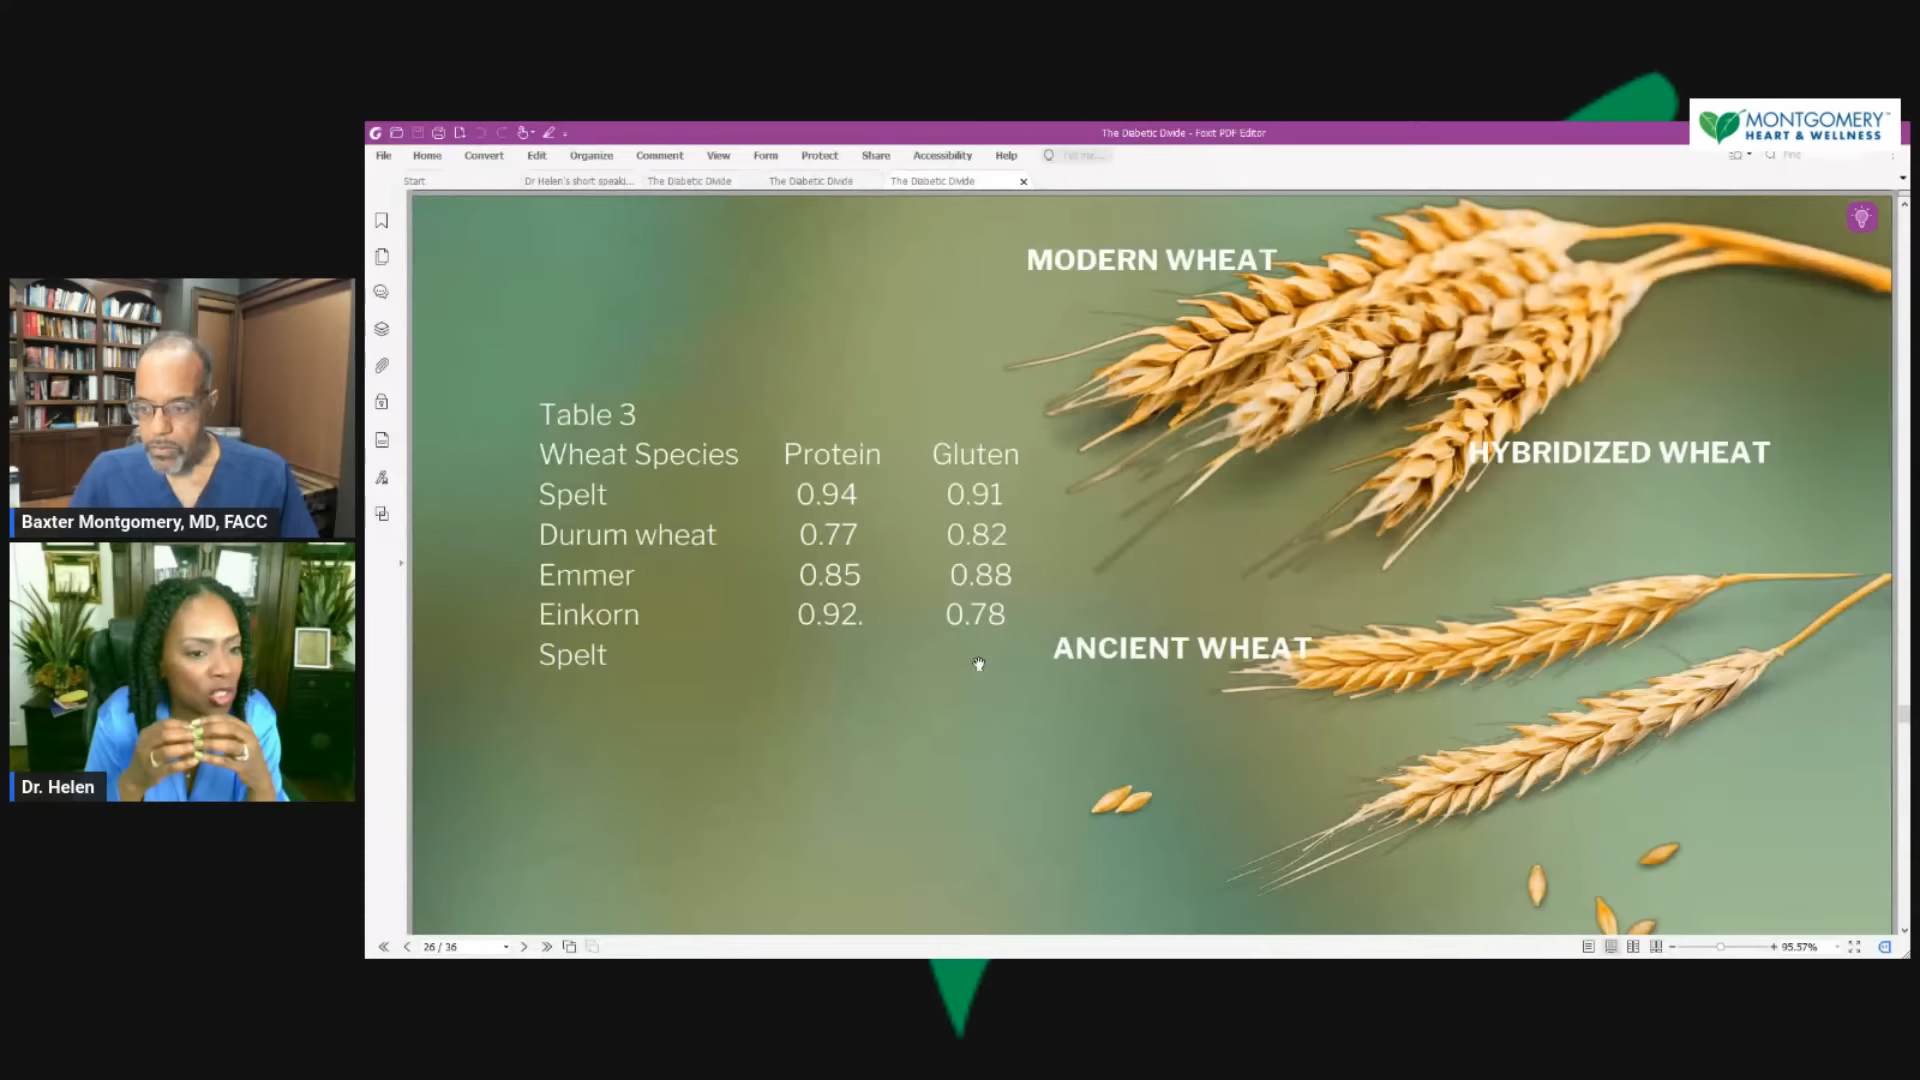 MONTGOMERY™
HEART & WELLNESS
The Diabetic Divide - Foxit PDF Editor
File Home Convert Edit Organize Comment View Form Protect Share Accessibility Help Tell me... Find
Start Dr Helen's short speaki... The Diabetic Divide The Diabetic Divide The Diabetic Divide
MODERN WHEAT
HYBRIDIZED WHEAT
ANCIENT WHEAT
Table 3
Wheat Species Protein Gluten
Spelt 0.94 0.91
Durum wheat 0.77 0.82
Emmer 0.85 0.88
Einkorn 0.92. 0.78
Spelt
Baxter Montgomery, MD, FACC
Dr. Helen
26 / 36
95.57%